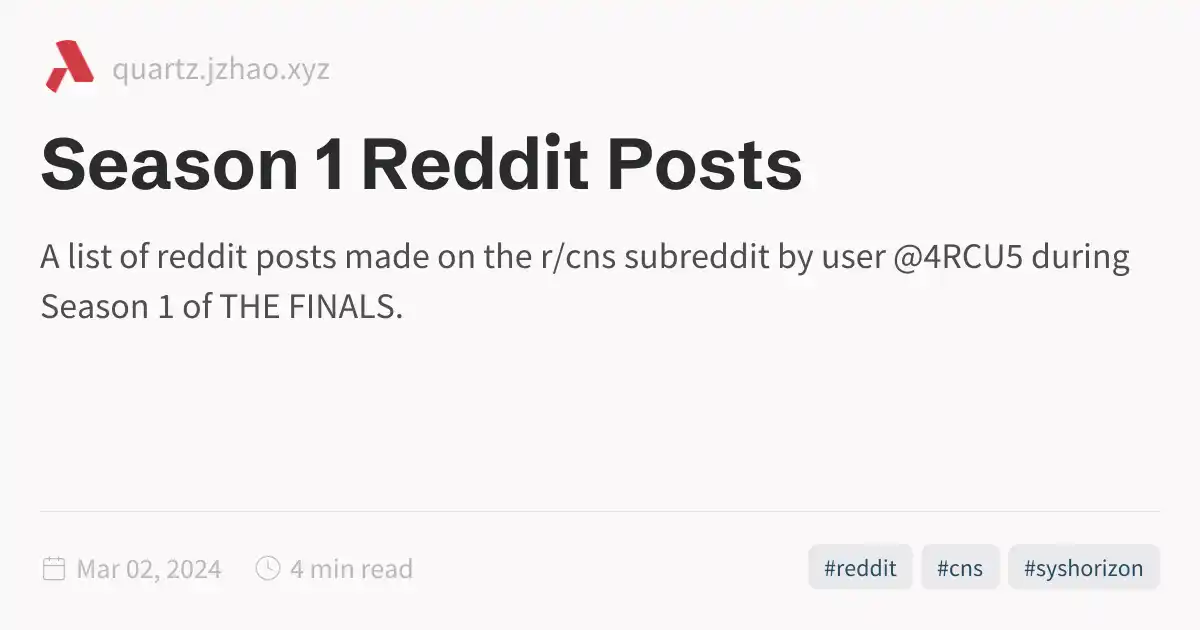 quartz.jzhao.xyz
Season 1 Reddit Posts
A list of reddit posts made on the r/cns subreddit by user @4RCU5 during
Season 1 of THE FINALS.
Mar 02, 2024 4 min read #reddit #cns #syshorizon